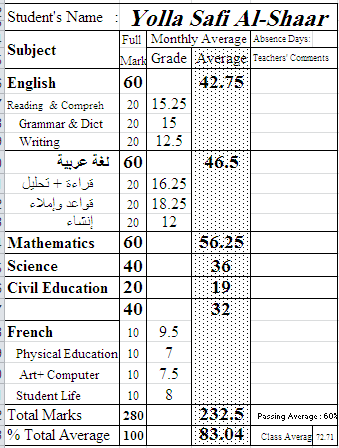 Student's Name : Yolla Safi Al-Shaar
Subject Full Mark Monthly Average Absence Days:
Grade Average Teachers' Comments
English 60 42.75
Reading & Compreh 20 15.25
Grammar & Dict 20 15
Writing 20 12.5
لغة عربية 60 46.5
قراءة + تحليل 20 16.25
قواعد وإملاء 20 18.25
إنشاء 20 12
Mathematics 60 56.25
Science 40 36
Civil Education 20 19
40 32
French 10 9.5
Physical Education 10 7
Art+ Computer 10 7.5
Student Life 10 8
Total Marks 280 232.5 Passing Average : 60%
% Total Average 100 83.04 Class Averag 72.71